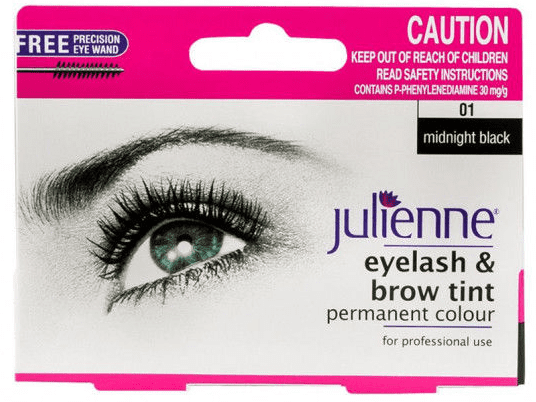 FREE PRECISION
EYE WAND
CAUTION
KEEP OUT OF REACH OF CHILDREN
READ SAFETY INSTRUCTIONS
CONTAINS P-PHENYLENEDIAMINE 30 mg/g
01
midnight black
julienne®
eyelash &
brow tint
permanent colour
for professional use